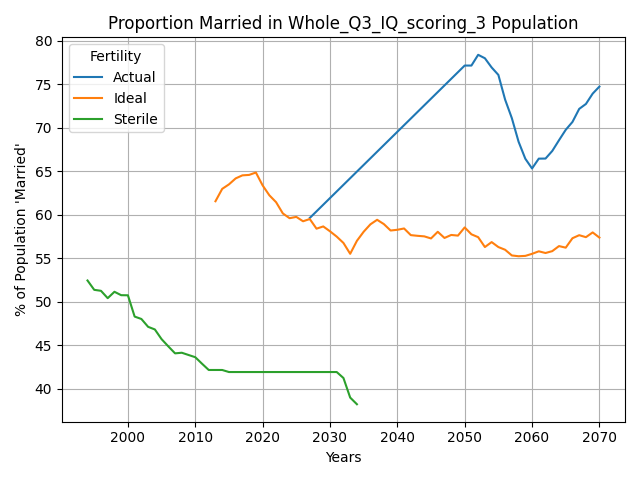 Proportion Married in Whole_Q3_IQ_scoring_3 Population
Fertility
Actual
Ideal
Sterile
% of Population 'Married'
80
75
70
65
60
55
50
45
40
2000
2010
2020
2030
2040
2050
2060
2070
Years